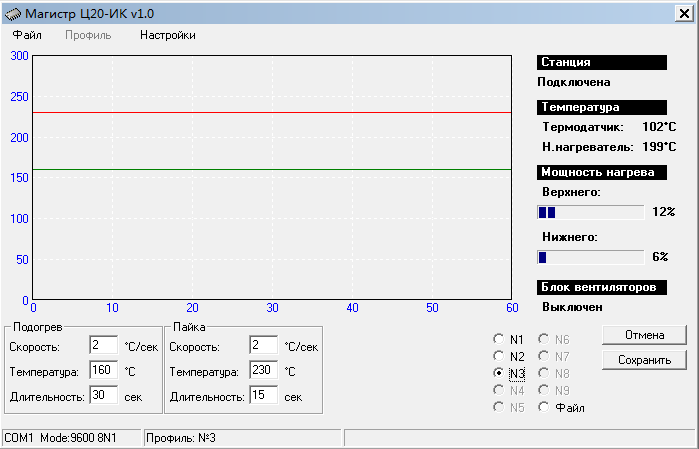 Магистр Ц20-ИК v1.0
Файл Профиль Настройки
300
250
200
150
100
50
0
0 10 20 30 40 50 60
Станция
Подключена
Температура
Термодатчик: 102°C
Н.нагреватель: 199°C
Мощность нагрева
Верхнего:
12%
Нижнего:
6%
Блок вентиляторов
Выключен
Подогрев
Скорость: 2 °C/сек
Температура: 160 °C
Длительность: 30 сек
Пайка
Скорость: 2 °C/сек
Температура: 230 °C
Длительность: 15 сек
N1 N6
N2 N7
N3 N8
N4 N9
N5 Файл
Отмена
Сохранить
COM1 Mode:9600 8N1 Профиль: №3